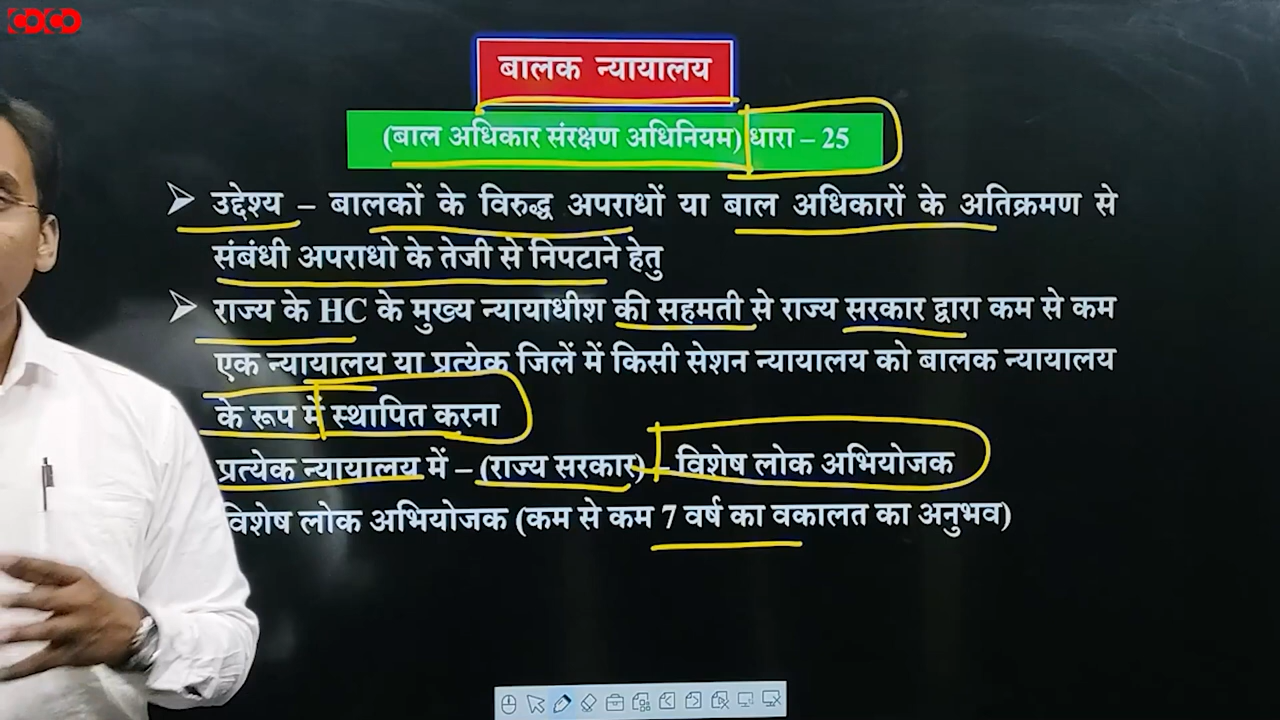 COCO
बालक न्यायालय
(बाल अधिकार संरक्षण अधिनियम) धारा – 25
उद्देश्य – बालकों के विरुद्ध अपराधों या बाल अधिकारों के अतिक्रमण से
संबंधी अपराधो के तेजी से निपटाने हेतु
राज्य के HC के मुख्य न्यायाधीश की सहमती से राज्य सरकार द्वारा कम से कम
एक न्यायालय या प्रत्येक जिलें में किसी सेशन न्यायालय को बालक न्यायालय
के रूप में स्थापित करना
प्रत्येक न्यायालय में – (राज्य सरकार) – विशेष लोक अभियोजक
विशेष लोक अभियोजक (कम से कम 7 वर्ष का वकालत का अनुभव)